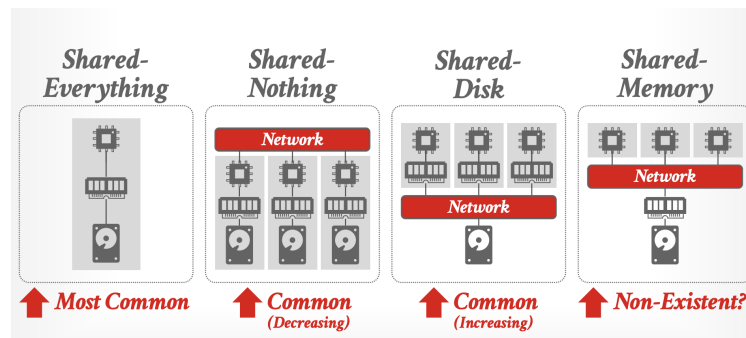 Shared-
Everything
Shared-
Nothing
Shared-
Disk
Shared-
Memory
Network
Network
Network
Most Common
Common
(Decreasing)
Common
(Increasing)
Non-Existent?